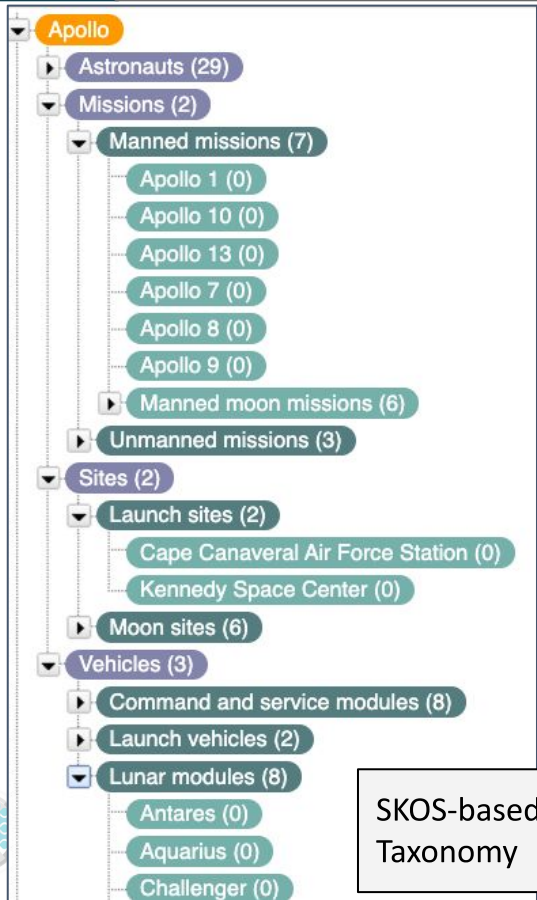 Apollo
Astronauts (29)
Missions (2)
Manned missions (7)
Apollo 1 (0)
Apollo 10 (0)
Apollo 13 (0)
Apollo 7 (0)
Apollo 8 (0)
Apollo 9 (0)
Manned moon missions (6)
Unmanned missions (3)
Sites (2)
Launch sites (2)
Cape Canaveral Air Force Station (0)
Kennedy Space Center (0)
Moon sites (6)
Vehicles (3)
Command and service modules (8)
Launch vehicles (2)
Lunar modules (8)
Antares (0)
Aquarius (0)
Challenger (0)
SKOS-based
Taxonomy